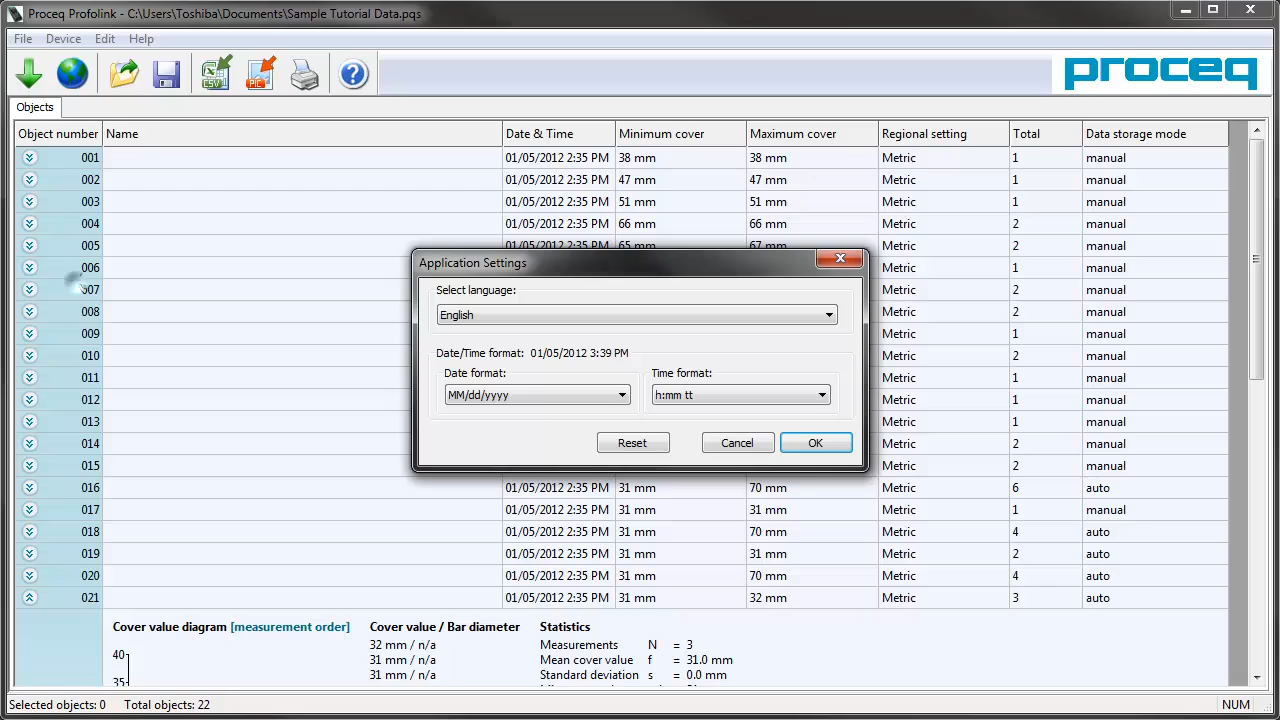 Proceq Profolink - C:\Users\Toshiba\Documents\Sample Tutorial Data.pqs
File Device Edit Help
CSV PIC ? proceq
Objects
Object number Name Date & Time Minimum cover Maximum cover Regional setting Total Data storage mode
001 01/05/2012 2:35 PM 38 mm 38 mm Metric 1 manual
002 01/05/2012 2:35 PM 47 mm 47 mm Metric 1 manual
003 01/05/2012 2:35 PM 51 mm 51 mm Metric 1 manual
004 01/05/2012 2:35 PM 66 mm 66 mm Metric 2 manual
005 01/05/2012 2:35 PM 65 mm 67 mm Metric 2 manual
006 Metric 1 manual
007 Metric 2 manual
008 Metric 2 manual
009 Metric 1 manual
010 Metric 2 manual
011 Metric 1 manual
012 Metric 1 manual
013 Metric 1 manual
014 Metric 2 manual
015 Metric 2 manual
016 01/05/2012 2:35 PM 31 mm 70 mm Metric 6 auto
017 01/05/2012 2:35 PM 31 mm 31 mm Metric 1 manual
018 01/05/2012 2:35 PM 31 mm 70 mm Metric 4 auto
019 01/05/2012 2:35 PM 31 mm 31 mm Metric 2 auto
020 01/05/2012 2:35 PM 31 mm 70 mm Metric 4 auto
021 01/05/2012 2:35 PM 31 mm 32 mm Metric 3 auto
Application Settings
Select language:
English
Date/Time format: 01/05/2012 3:39 PM
Date format: Time format:
MM/dd/yyyy h:mm tt
Reset Cancel OK
Cover value diagram [measurement order] Cover value / Bar diameter Statistics
32 mm / n/a Measurements N = 3
40 31 mm / n/a Mean cover value f = 31.0 mm
35 31 mm / n/a Standard deviation s = 0.0 mm
Selected objects: 0 Total objects: 22 NUM